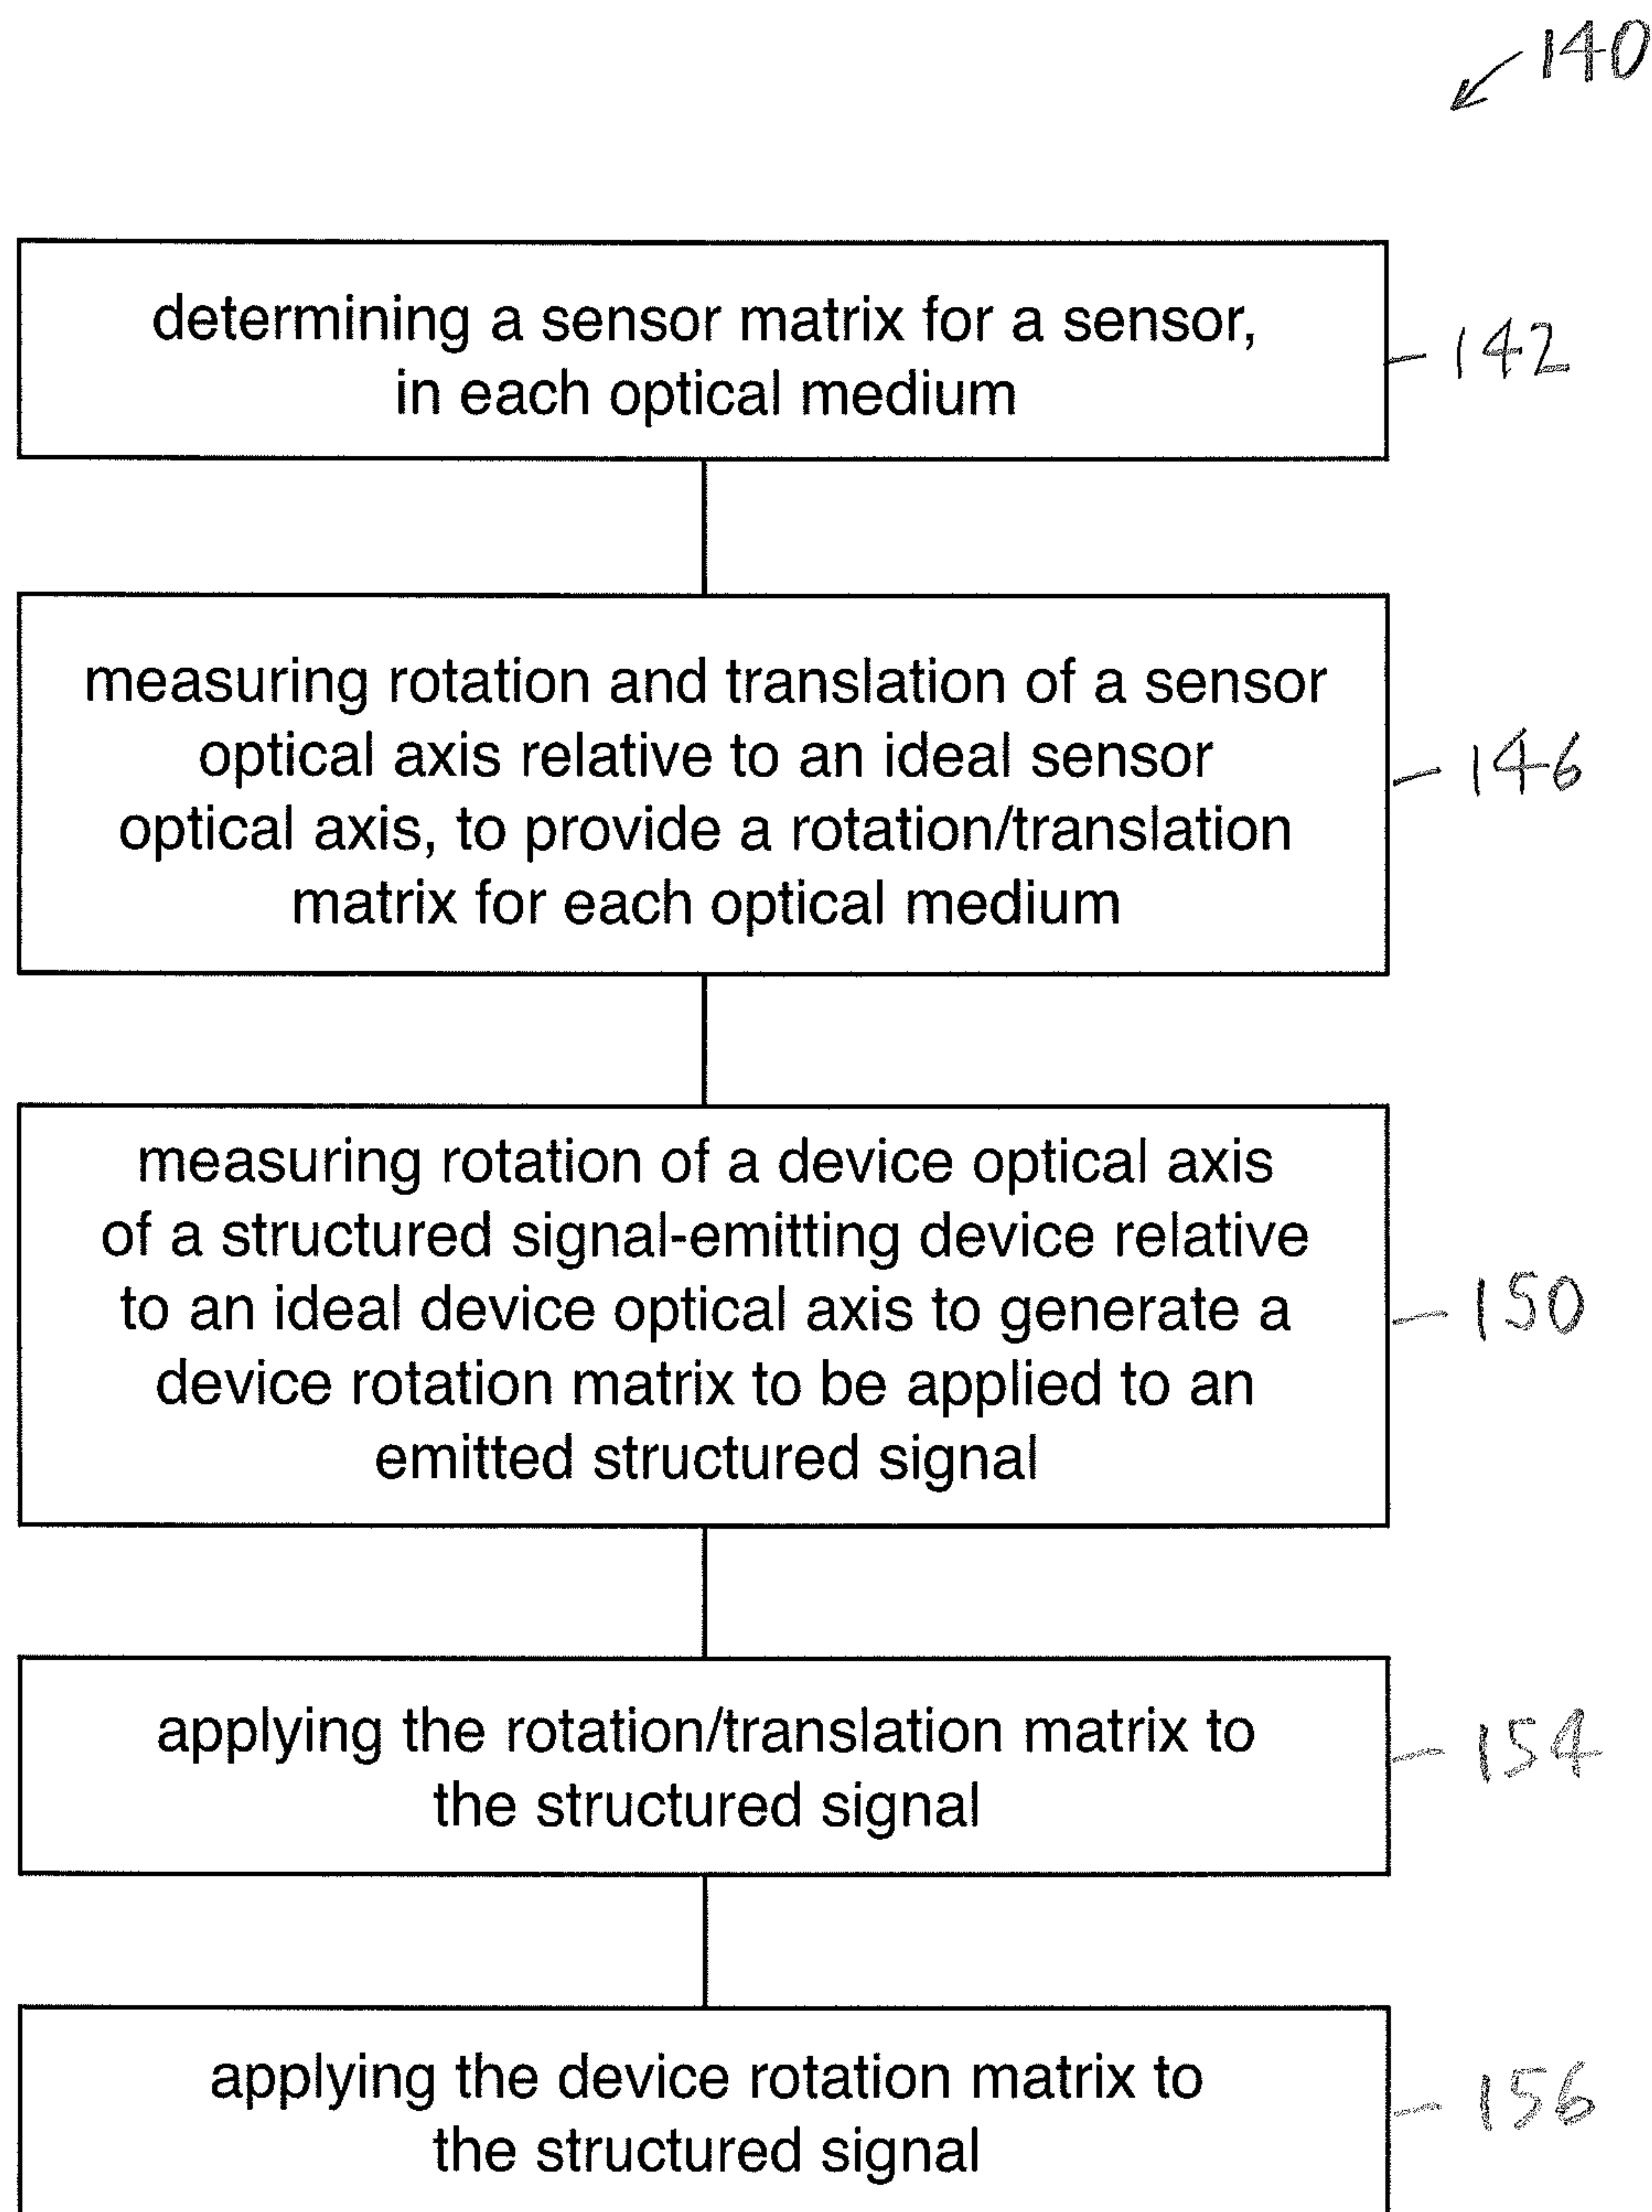 140
determining a sensor matrix for a sensor,
in each optical medium
142
measuring rotation and translation of a sensor
optical axis relative to an ideal sensor
optical axis, to provide a rotation/translation
matrix for each optical medium
146
measuring rotation of a device optical axis
of a structured signal-emitting device relative
to an ideal device optical axis to generate a
device rotation matrix to be applied to an
emitted structured signal
150
applying the rotation/translation matrix to
the structured signal
154
applying the device rotation matrix to
the structured signal
156